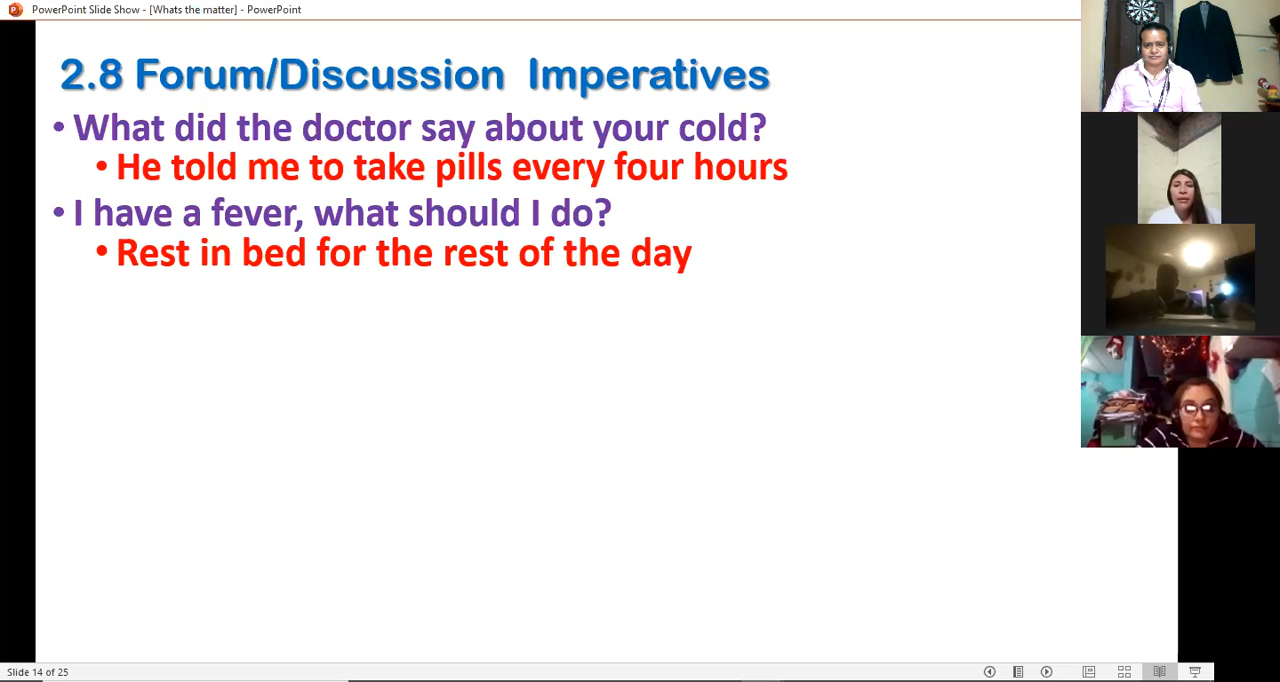 PowerPoint Slide Show - [Whats the matter] - PowerPoint
2.8 Forum/Discussion Imperatives
• What did the doctor say about your cold?
• He told me to take pills every four hours
• I have a fever, what should I do?
• Rest in bed for the rest of the day
Slide 14 of 25